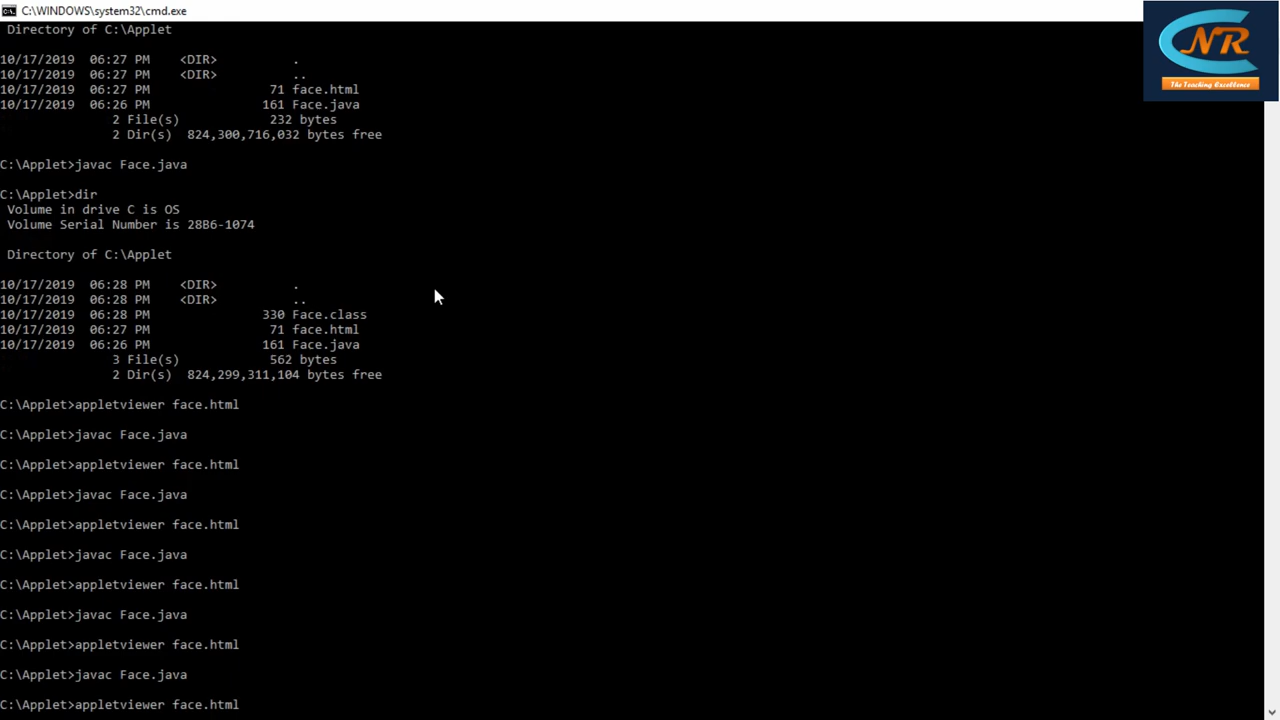 C:\WINDOWS\system32\cmd.exe
Directory of C:\Applet
10/17/2019  06:27 PM    <DIR>          .
10/17/2019  06:27 PM    <DIR>          ..
10/17/2019  06:27 PM                71 face.html
10/17/2019  06:26 PM               161 Face.java
2 File(s)            232 bytes
2 Dir(s)  824,300,716,032 bytes free
C:\Applet>javac Face.java
C:\Applet>dir
Volume in drive C is OS
Volume Serial Number is 28B6-1074
Directory of C:\Applet
10/17/2019  06:28 PM    <DIR>          .
10/17/2019  06:28 PM    <DIR>          ..
10/17/2019  06:28 PM               330 Face.class
10/17/2019  06:27 PM                71 face.html
10/17/2019  06:26 PM               161 Face.java
3 File(s)            562 bytes
2 Dir(s)  824,299,311,104 bytes free
C:\Applet>appletviewer face.html
C:\Applet>javac Face.java
C:\Applet>appletviewer face.html
C:\Applet>javac Face.java
C:\Applet>appletviewer face.html
C:\Applet>javac Face.java
C:\Applet>appletviewer face.html
C:\Applet>javac Face.java
C:\Applet>appletviewer face.html
C:\Applet>javac Face.java
C:\Applet>appletviewer face.html
CNR
The Teaching Excellence